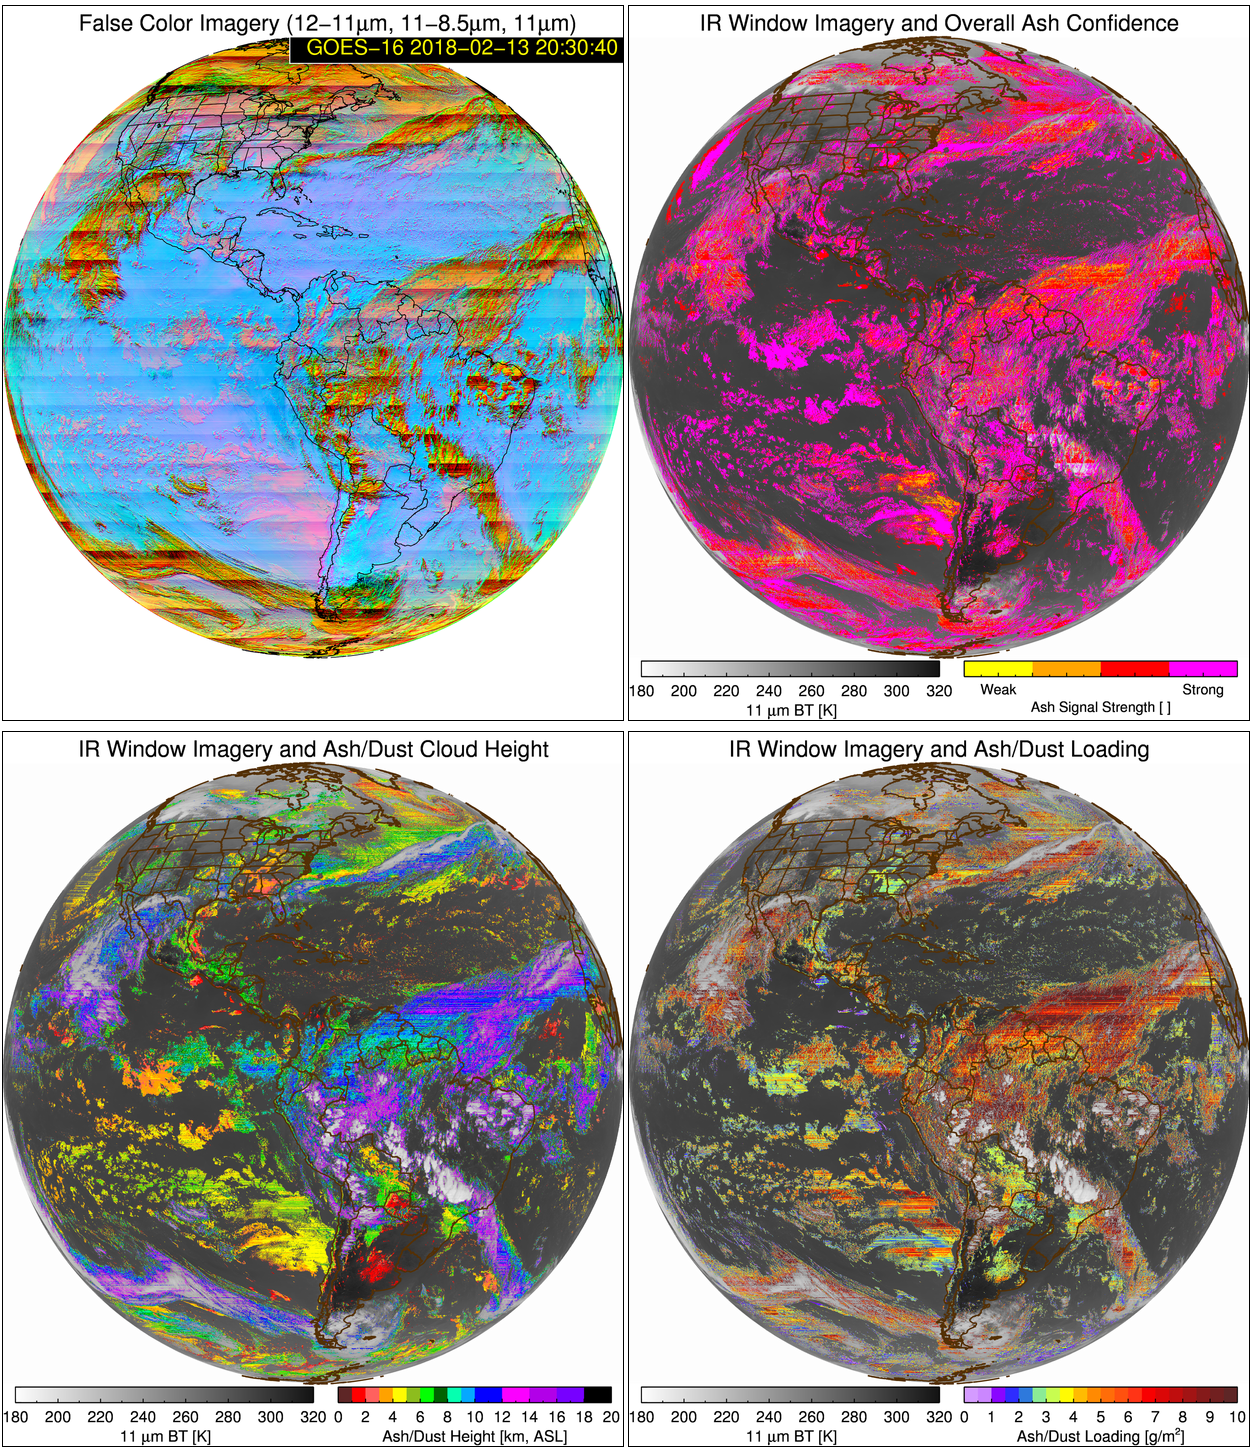 False Color Imagery (12−11µm, 11−8.5µm, 11µm)
GOES−16 2018−02−13 20:30:40
IR Window Imagery and Overall Ash Confidence
180 200 220 240 260 280 300 320
11 µm BT [K]
Weak Strong
Ash Signal Strength [ ]
IR Window Imagery and Ash/Dust Cloud Height
180 200 220 240 260 280 300 320
11 µm BT [K]
0 2 4 6 8 10 12 14 16 18 20
Ash/Dust Height [km, ASL]
IR Window Imagery and Ash/Dust Loading
180 200 220 240 260 280 300 320
11 µm BT [K]
0 1 2 3 4 5 6 7 8 9 10
Ash/Dust Loading [g/m²]